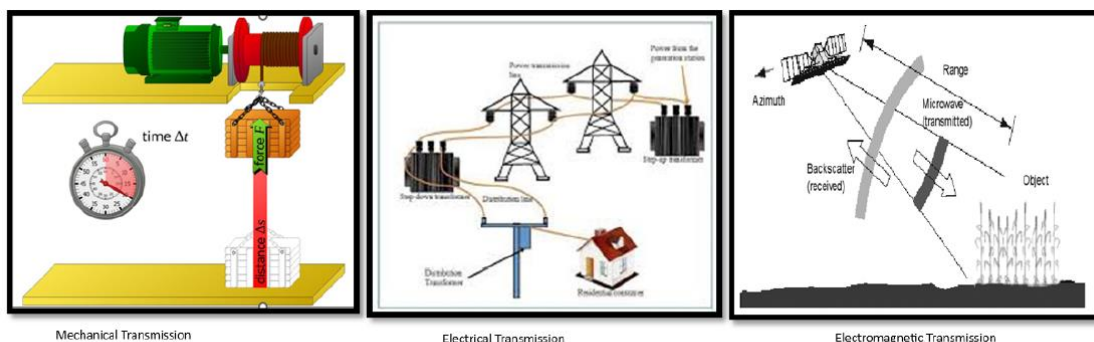 time Δt
force F
distance Δs
Mechanical Transmission
Power from the
generation station
Power transmission
line
Step-up transformer
Step-down transformer
Distribution line
Distribution
Transformer
Residential consumer
Electrical Transmission
Azimuth
Range
Microwave
(transmitted)
Backscatter
(received)
Object
Electromagnetic Transmission